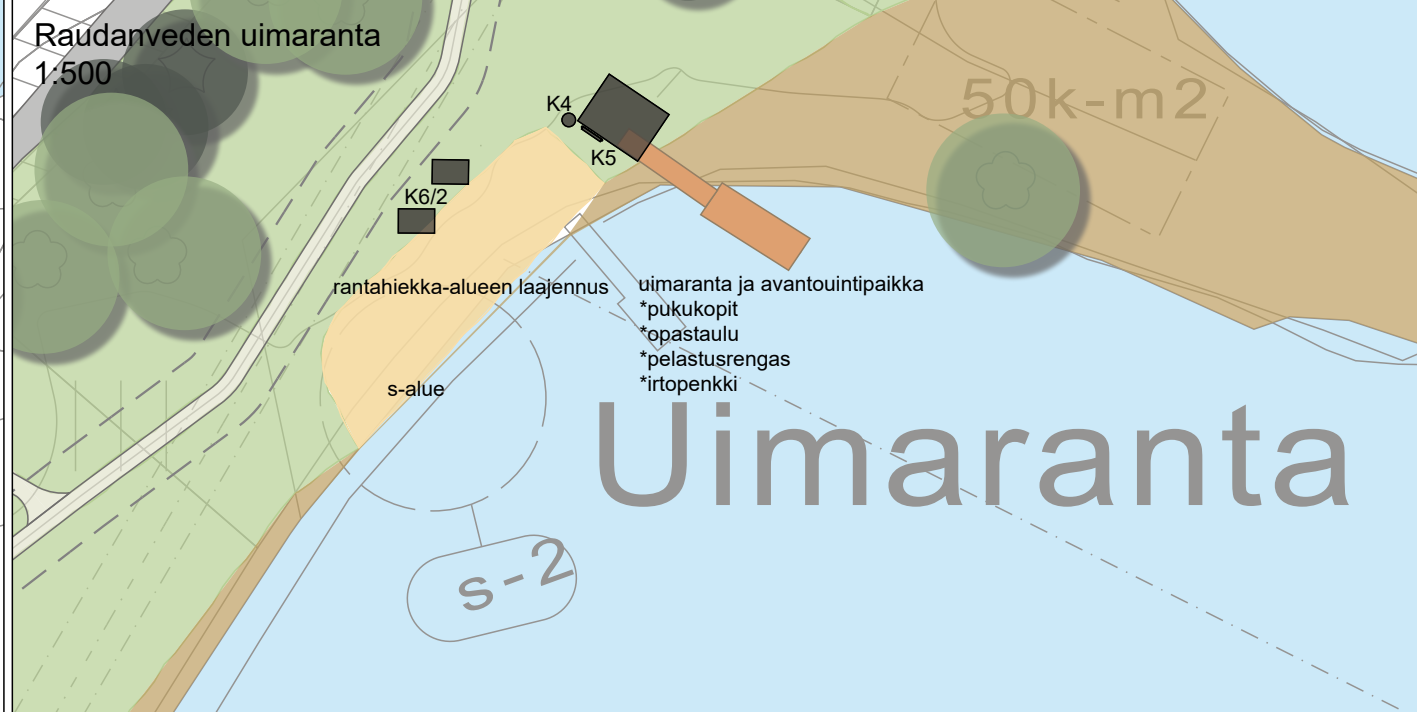 Raudanveden uimaranta
1:500
50k-m2
K4
K5
K6/2
rantahiekka-alueen laajennus
uimaranta ja avantouintipaikka
*pukukopit
*opastaulu
*pelastusrengas
*irtopenkki
s-alue
Uimaranta
s-2